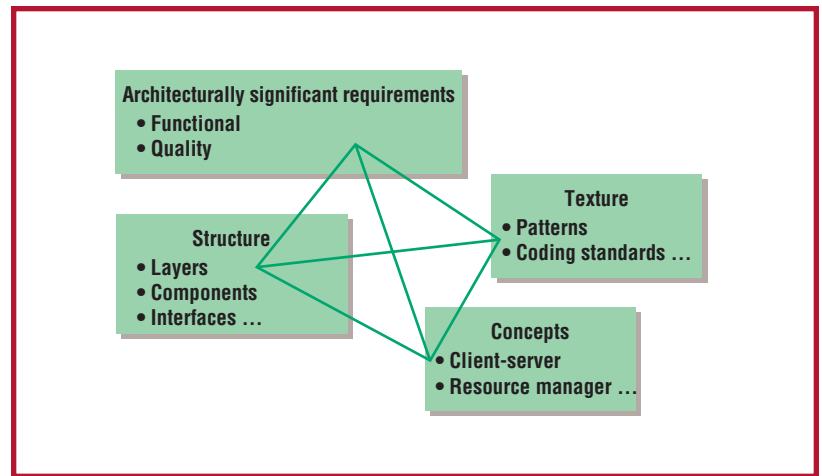 Architecturally significant requirements
• Functional
• Quality
Structure
• Layers
• Components
• Interfaces …
Texture
• Patterns
• Coding standards …
Concepts
• Client-server
• Resource manager …